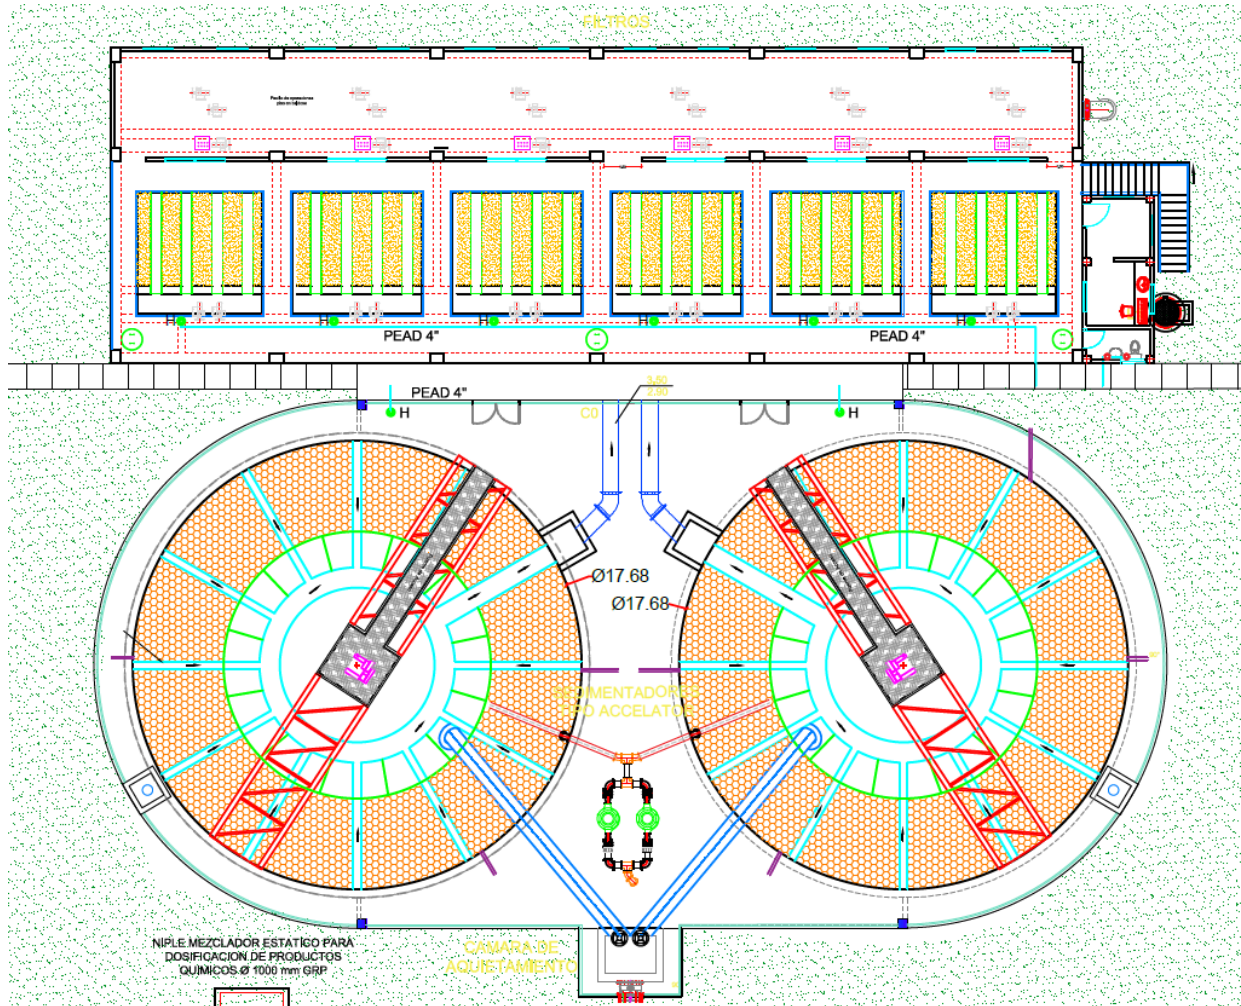 FILTROS
PEAD 4"
PEAD 4"
PEAD 4"
H
H
C0
Ø17.68
Ø17.68
SEDIMENTADORES
TIPO ACCELATOR
NIPLE MEZCLADOR ESTATICO PARA
DOSIFICACION DE PRODUCTOS
QUIMICOS Ø 1000 mm GRP
CAMARA DE
AQUIETAMIENTO